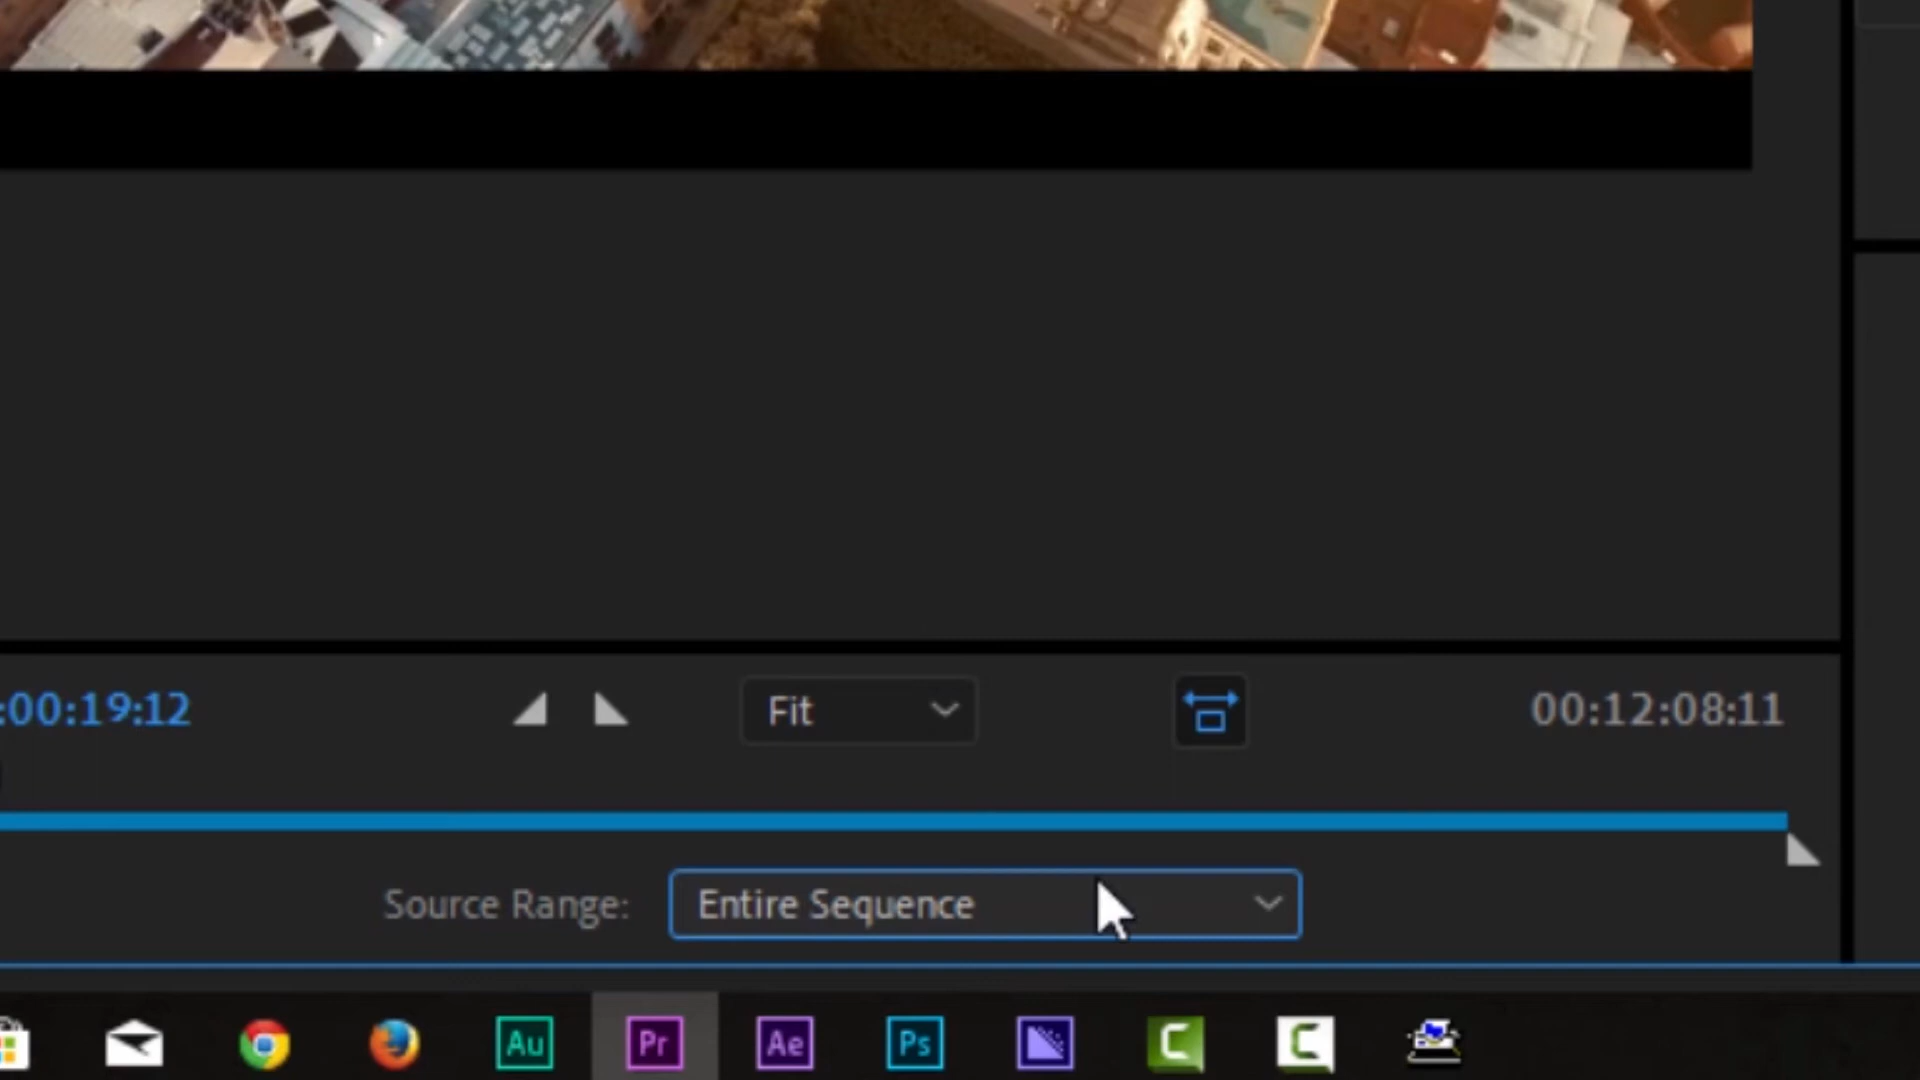 :00:19:12
Fit
00:12:08:11
Source Range:
Entire Sequence
Au
Pr
Ae
Ps